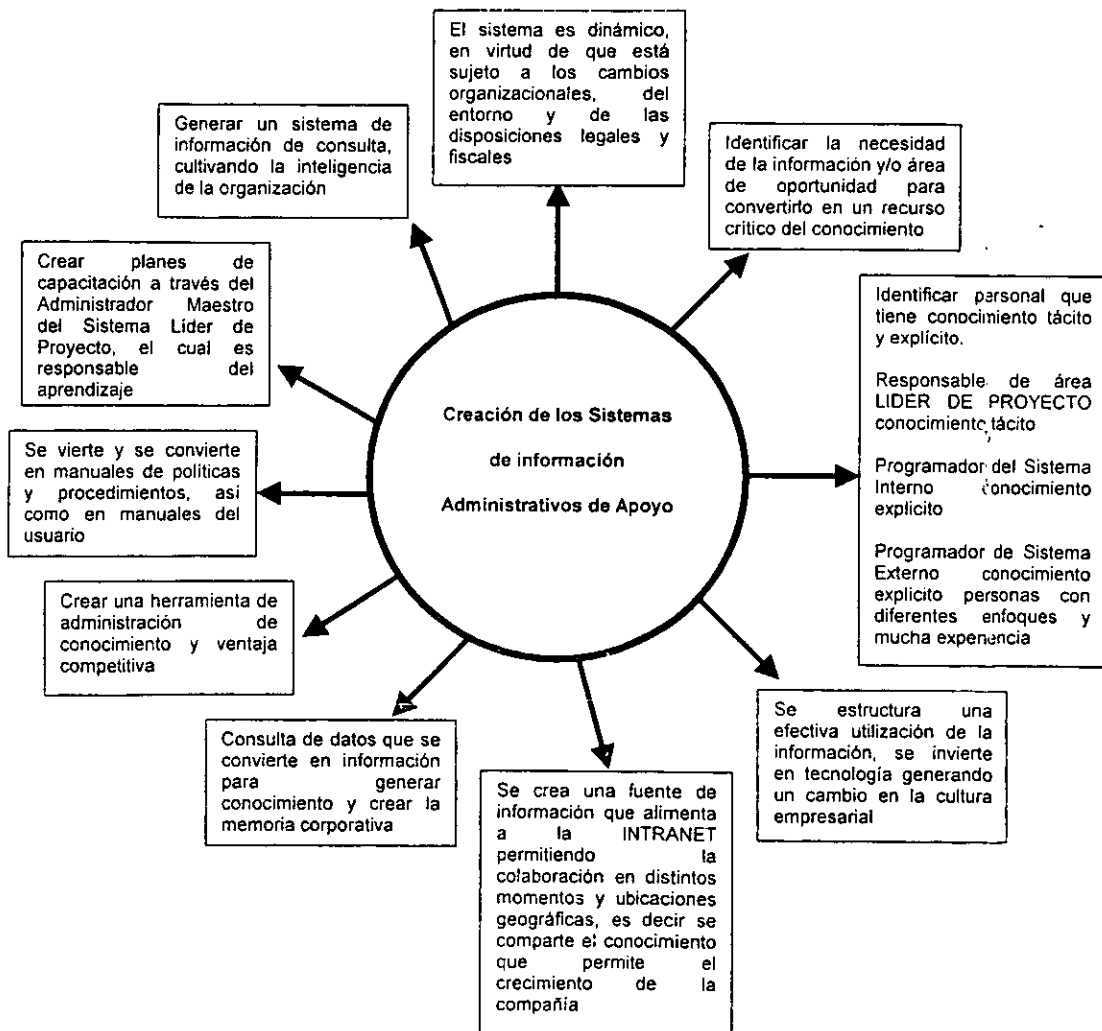 El sistema es dinámico,
en virtud de que está
sujeto a los cambios
organizacionales, del
entorno y de las
disposiciones legales y
fiscales
Identificar la necesidad
de la información y/o área
de oportunidad para
convertirlo en un recurso
crítico del conocimiento
Identificar personal que
tiene conocimiento tácito
y explícito.
Responsable de área
LIDER DE PROYECTO
conocimiento tácito
Programador del Sistema
Interno conocimiento
explicito
Programador de Sistema
Externo conocimiento
explicito personas con
diferentes enfoques y
mucha experiencia
Se estructura una
efectiva utilización de la
información, se invierte
en tecnología generando
un cambio en la cultura
empresarial
Se crea una fuente de
información que alimenta
a la INTRANET
permitiendo la
colaboración en distintos
momentos y ubicaciones
geográficas, es decir se
comparte el conocimiento
que permite el
crecimiento de la
compañía
Consulta de datos que se
convierte en información
para generar
conocimiento y crear la
memoria corporativa
Crear una herramienta de
administración de
conocimiento y ventaja
competitiva
Se vierte y se convierte
en manuales de políticas
y procedimientos, así
como en manuales del
usuario
Crear planes de
capacitación a través del
Administrador Maestro
del Sistema Líder de
Proyecto, el cual es
responsable del
aprendizaje
Generar un sistema de
información de consulta,
cultivando la inteligencia
de la organización
Creación de los Sistemas
de información
Administrativos de Apoyo